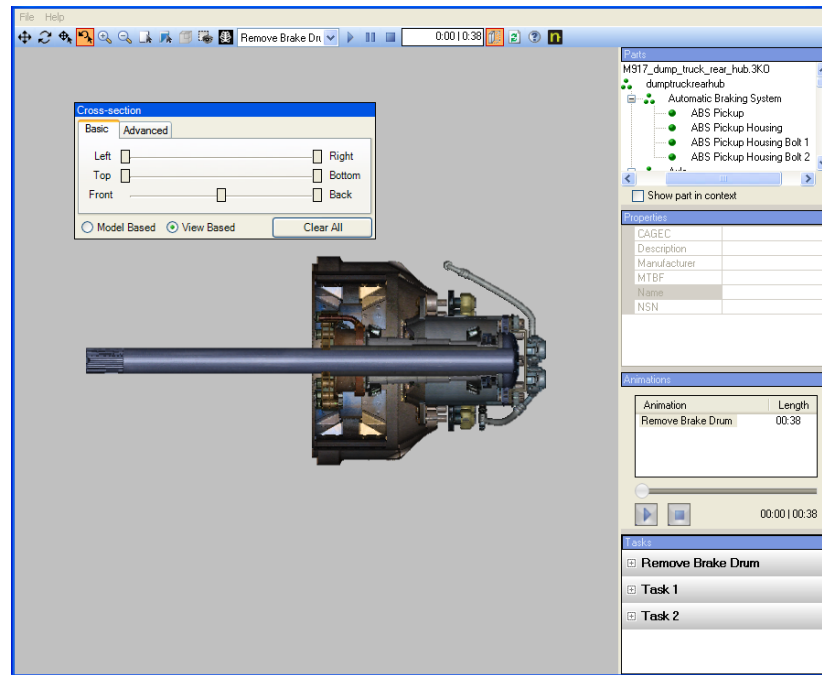 File Help
Remove Brake Dru
0:00 | 0:38
Parts
M917_dump_truck_rear_hub.3KO
dumptruckrearhub
Automatic Braking System
ABS Pickup
ABS Pickup Housing
ABS Pickup Housing Bolt 1
ABS Pickup Housing Bolt 2
Show part in context
Cross-section
Basic Advanced
Left Right
Top Bottom
Front Back
Model Based View Based Clear All
Properties
CAGEC
Description
Manufacturer
MTBF
Name
NSN
Animations
Animation Length
Remove Brake Drum 00:38
00:00 | 00:38
Tasks
Remove Brake Drum
Task 1
Task 2